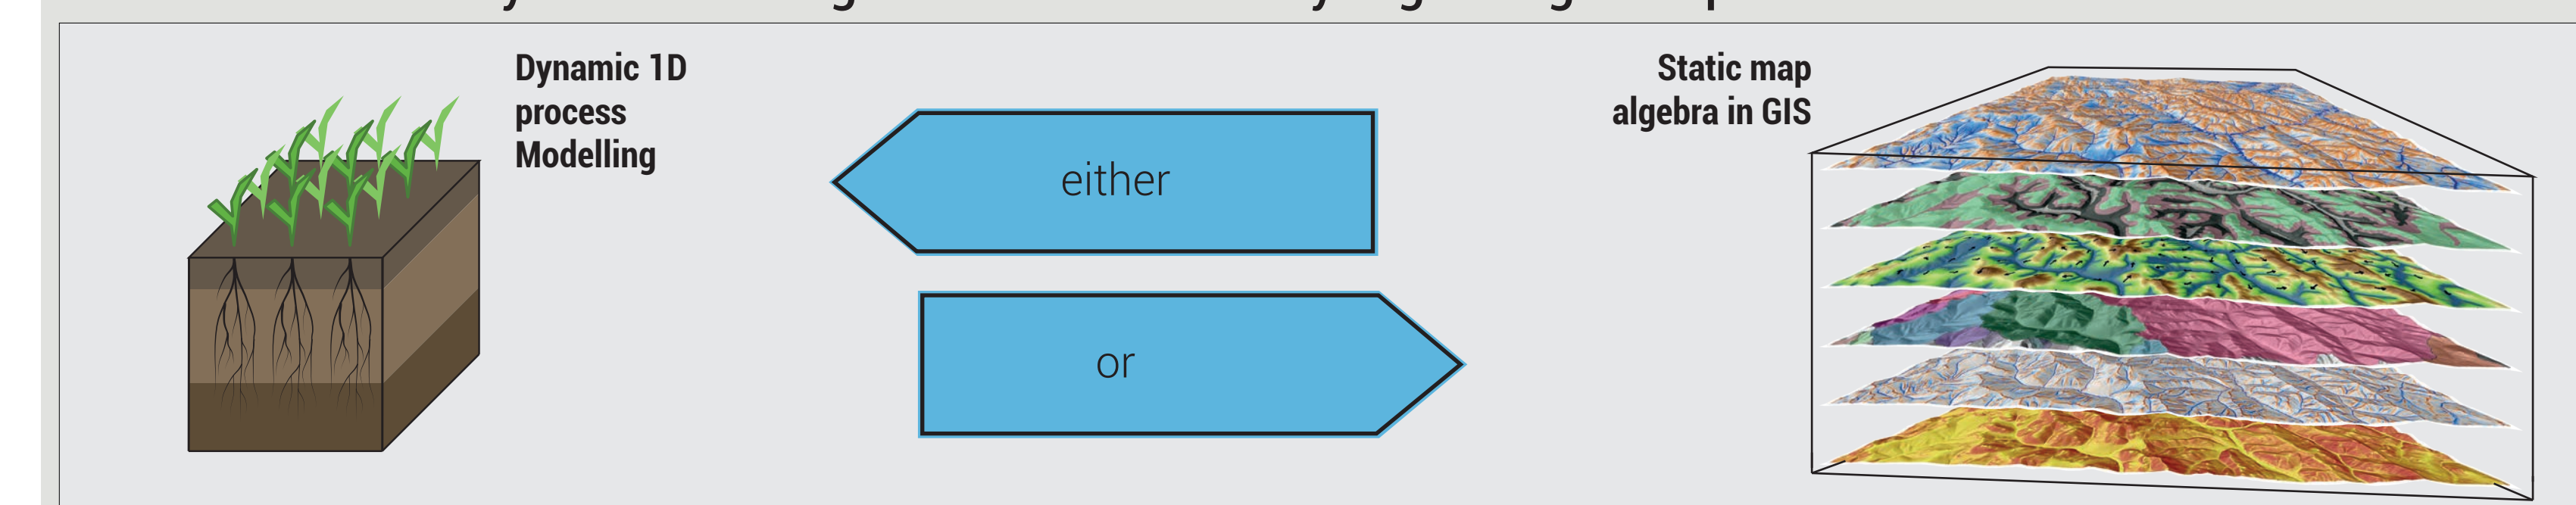 Dynamic 1D
process
Modelling
either
or
Static map
algebra in GIS